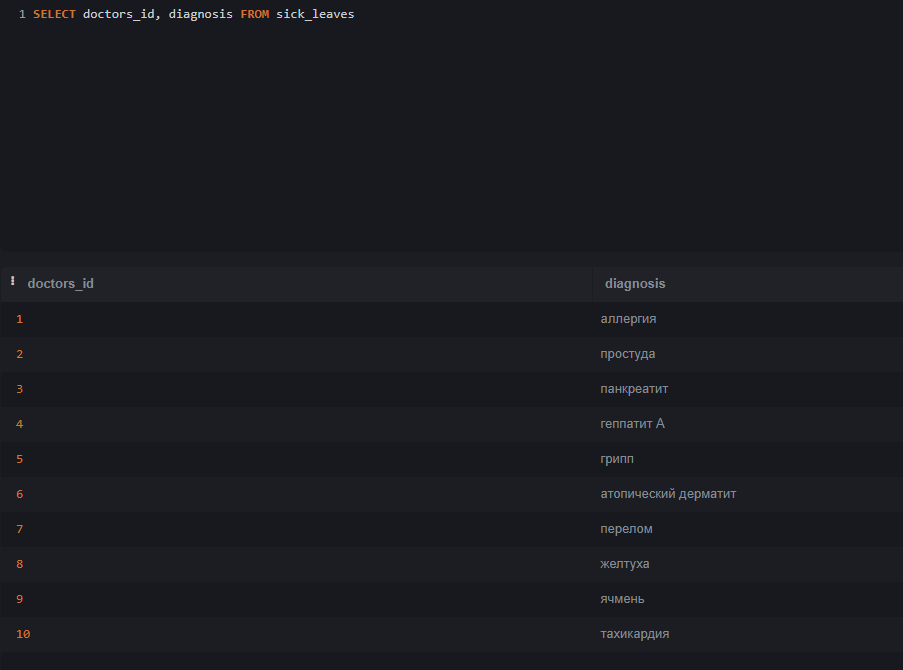 1 SELECT doctors_id, diagnosis FROM sick_leaves
doctors_id diagnosis
1 аллергия
2 простуда
3 панкреатит
4 геппатит А
5 грипп
6 атопический дерматит
7 перелом
8 желтуха
9 ячмень
10 тахикардия